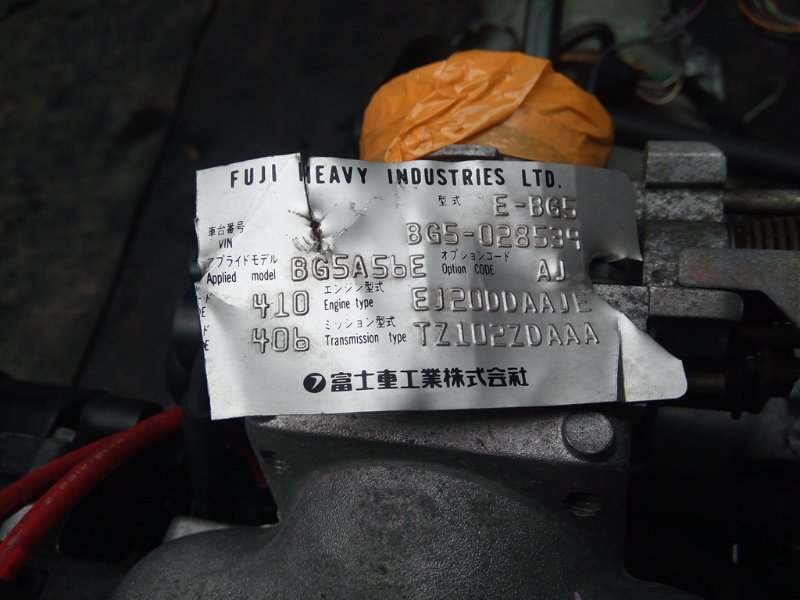 FUJI HEAVY INDUSTRIES LTD.
型式 E-BG5
車台番号 VIN BG5-028539
アプライドモデル Applied model BG5A56E オプションコード Option CODE AJ
410 エンジン型式 Engine type EJ20DDAAJE
406 ミッション型式 Transmission type TZ102ZDAAA
富士重工業株式会社